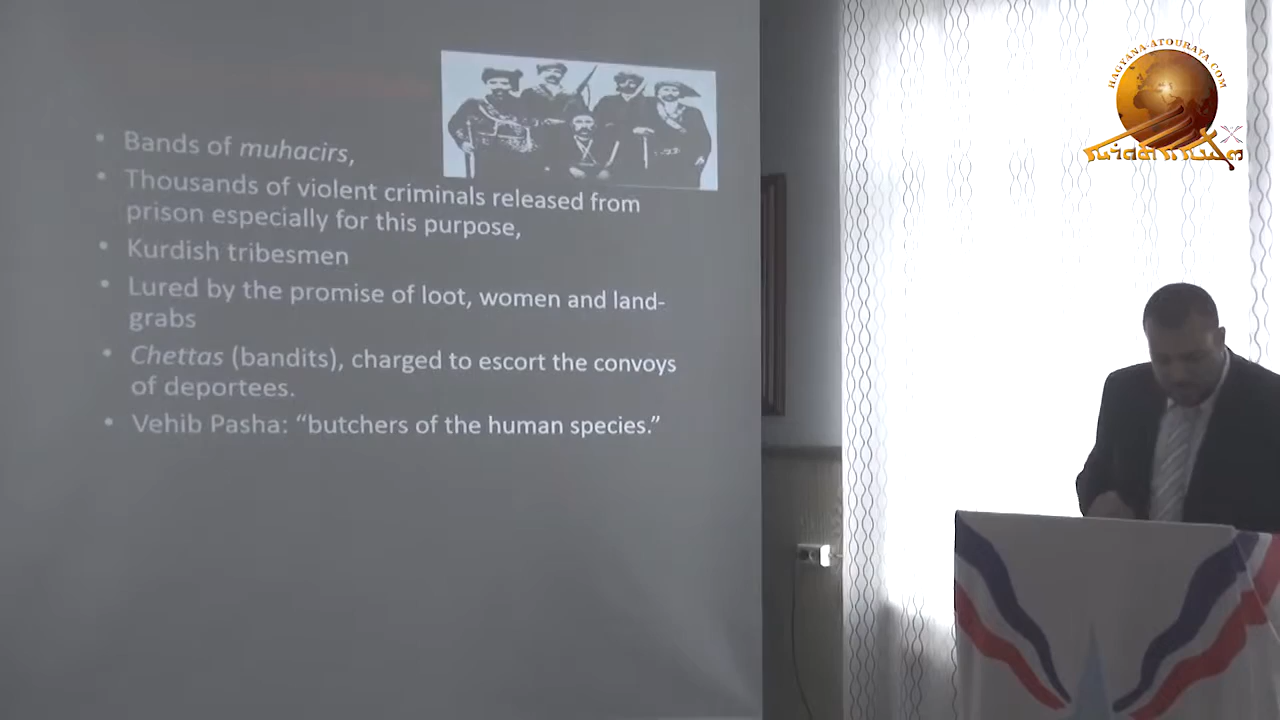 • Bands of muhacirs,
• Thousands of violent criminals released from
prison especially for this purpose,
• Kurdish tribesmen
• Lured by the promise of loot, women and land-
grabs
• Chettas (bandits), charged to escort the convoys
of deportees.
• Vehib Pasha: “butchers of the human species.”
HAGYANA-ATOURAYA.COM